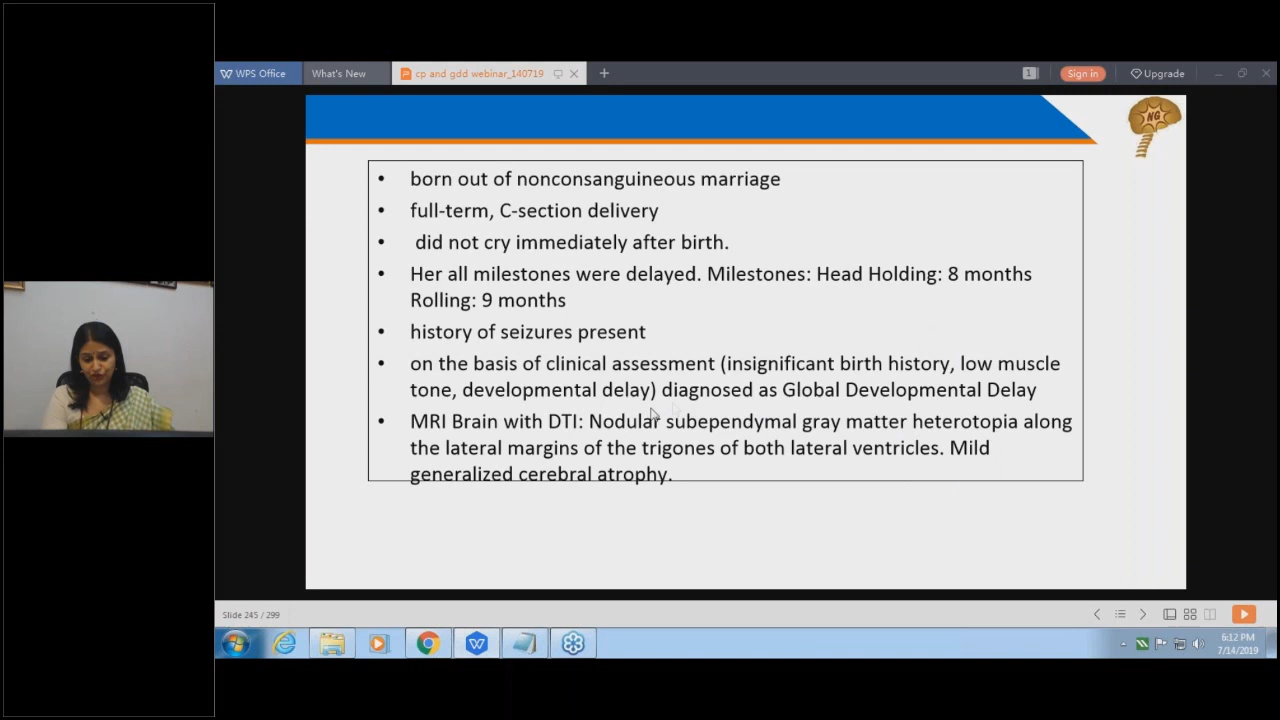 WPS Office
What's New
cp and gdd webinar_140719
1
Sign in
Upgrade
NG
• born out of nonconsanguineous marriage
• full-term, C-section delivery
• did not cry immediately after birth.
• Her all milestones were delayed. Milestones: Head Holding: 8 months
Rolling: 9 months
• history of seizures present
• on the basis of clinical assessment (insignificant birth history, low muscle
tone, developmental delay) diagnosed as Global Developmental Delay
• MRI Brain with DTI: Nodular subependymal gray matter heterotopia along
the lateral margins of the trigones of both lateral ventricles. Mild
generalized cerebral atrophy.
Slide 245 / 299
6:12 PM
7/14/2019